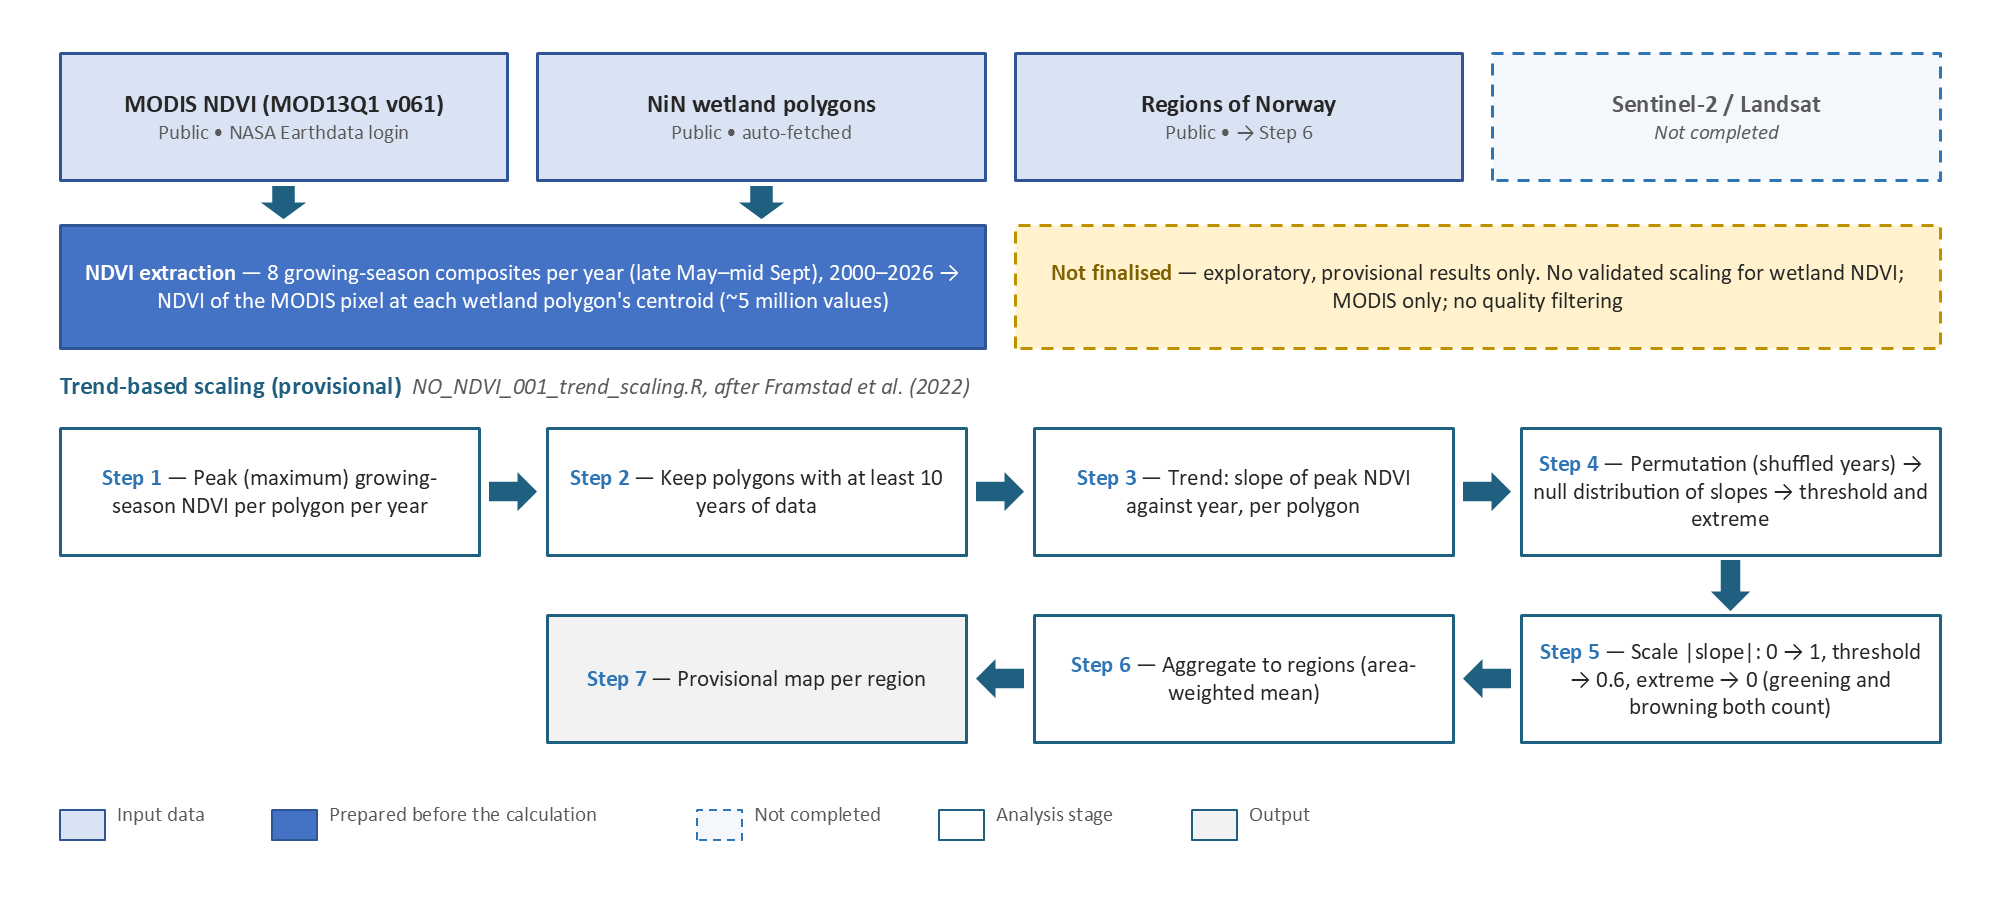 MODIS NDVI (MOD13Q1 v061)
Public • NASA Earthdata login
NiN wetland polygons
Public • auto-fetched
Regions of Norway
Public • → Step 6
Sentinel-2 / Landsat
Not completed
NDVI extraction — 8 growing-season composites per year (late May–mid Sept), 2000–2026 →
NDVI of the MODIS pixel at each wetland polygon's centroid (~5 million values)
Not finalised — exploratory, provisional results only. No validated scaling for wetland NDVI;
MODIS only; no quality filtering
Trend-based scaling (provisional) NO_NDVI_001_trend_scaling.R, after Framstad et al. (2022)
Step 1 — Peak (maximum) growing-
season NDVI per polygon per year
Step 2 — Keep polygons with at least 10
years of data
Step 3 — Trend: slope of peak NDVI
against year, per polygon
Step 4 — Permutation (shuffled years) →
null distribution of slopes → threshold and
extreme
Step 5 — Scale |slope|: 0 → 1, threshold
→ 0.6, extreme → 0 (greening and
browning both count)
Step 6 — Aggregate to regions (area-
weighted mean)
Step 7 — Provisional map per region
Input data
Prepared before the calculation
Not completed
Analysis stage
Output